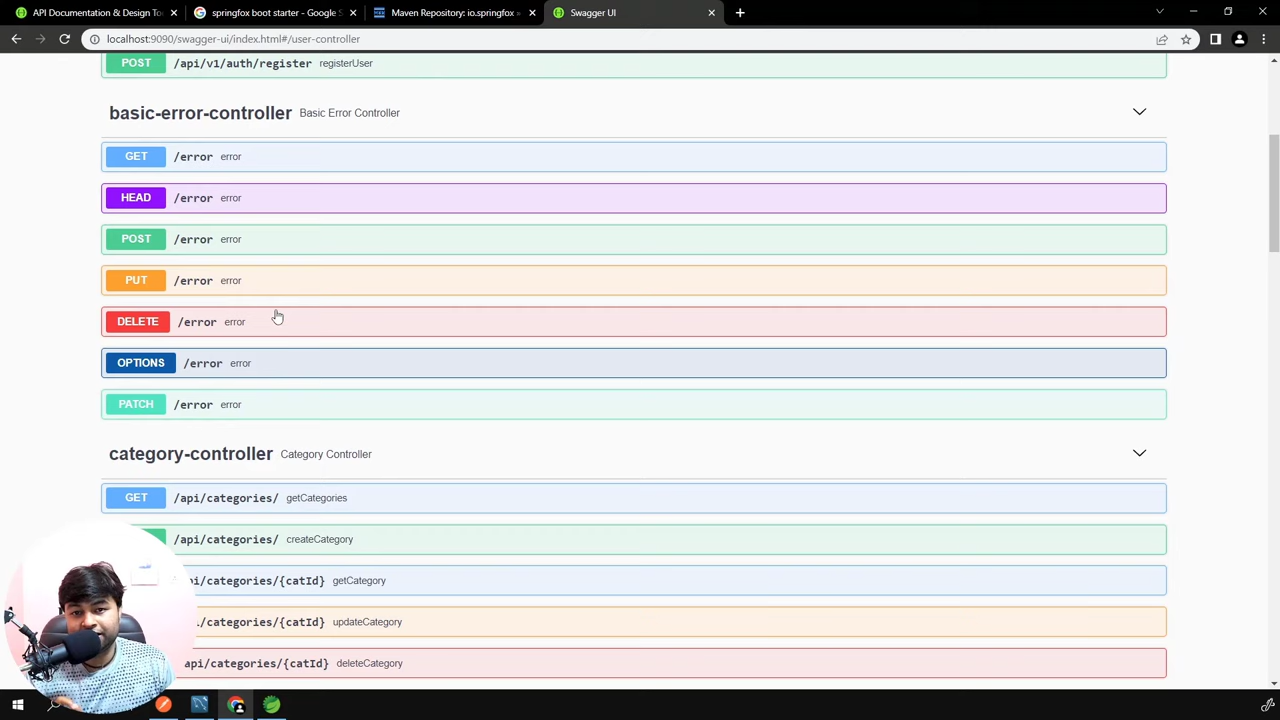 API Documentation & Design To
springfox boot starter - Google S
Maven Repository: io.springfox »
Swagger UI
localhost:9090/swagger-ui/index.html#/user-controller
POST /api/v1/auth/register registerUser
basic-error-controller Basic Error Controller
GET /error error
HEAD /error error
POST /error error
PUT /error error
DELETE /error error
OPTIONS /error error
PATCH /error error
category-controller Category Controller
GET /api/categories/ getCategories
/api/categories/ createCategory
/categories/{catId} getCategory
/categories/{catId} updateCategory
api/categories/{catId} deleteCategory